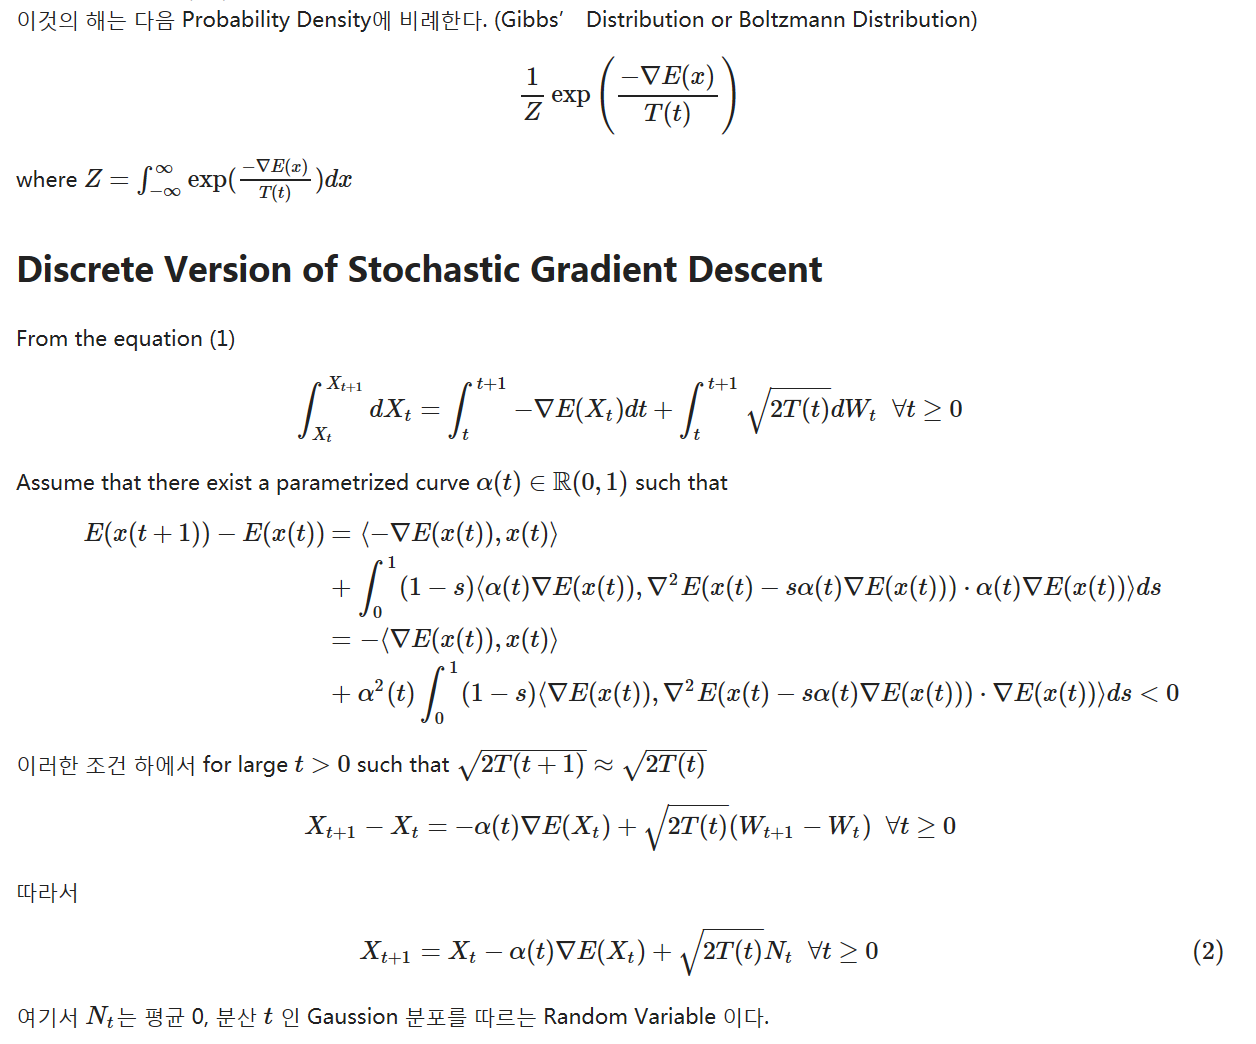 이것의 해는 다음 Probability Density에 비례한다. (Gibbs’ Distribution or Boltzmann Distribution)
$$\frac{1}{Z} \exp \left( \frac{-\nabla E(x)}{T(t)} \right)$$
where $Z = \int_{-\infty}^{\infty} \exp(\frac{-\nabla E(x)}{T(t)}) dx$
Discrete Version of Stochastic Gradient Descent
From the equation (1)
$$\int_{X_t}^{X_{t+1}} dX_t = \int_t^{t+1} -\nabla E(X_t) dt + \int_t^{t+1} \sqrt{2T(t)} dW_t \;\; \forall t \geq 0$$
Assume that there exist a parametrized curve $\alpha(t) \in \mathbb{R}(0, 1)$ such that
$$E(x(t+1)) - E(x(t)) = \langle -\nabla E(x(t)), x(t) \rangle$$
$$+ \int_0^1 (1-s) \langle \alpha(t) \nabla E(x(t)), \nabla^2 E(x(t) - s\alpha(t) \nabla E(x(t))) \cdot \alpha(t) \nabla E(x(t)) \rangle ds$$
$$= -\langle \nabla E(x(t)), x(t) \rangle$$
$$+ \alpha^2(t) \int_0^1 (1-s) \langle \nabla E(x(t)), \nabla^2 E(x(t) - s\alpha(t) \nabla E(x(t))) \cdot \nabla E(x(t)) \rangle ds < 0$$
이러한 조건 하에서 for large $t > 0$ such that $\sqrt{2T(t+1)} \approx \sqrt{2T(t)}$
$$X_{t+1} - X_t = -\alpha(t) \nabla E(X_t) + \sqrt{2T(t)} (W_{t+1} - W_t) \;\; \forall t \geq 0$$
따라서
$$X_{t+1} = X_t - \alpha(t) \nabla E(X_t) + \sqrt{2T(t)} N_t \;\; \forall t \geq 0 \quad (2)$$
여기서 $N_t$는 평균 0, 분산 $t$ 인 Gaussion 분포를 따르는 Random Variable 이다.